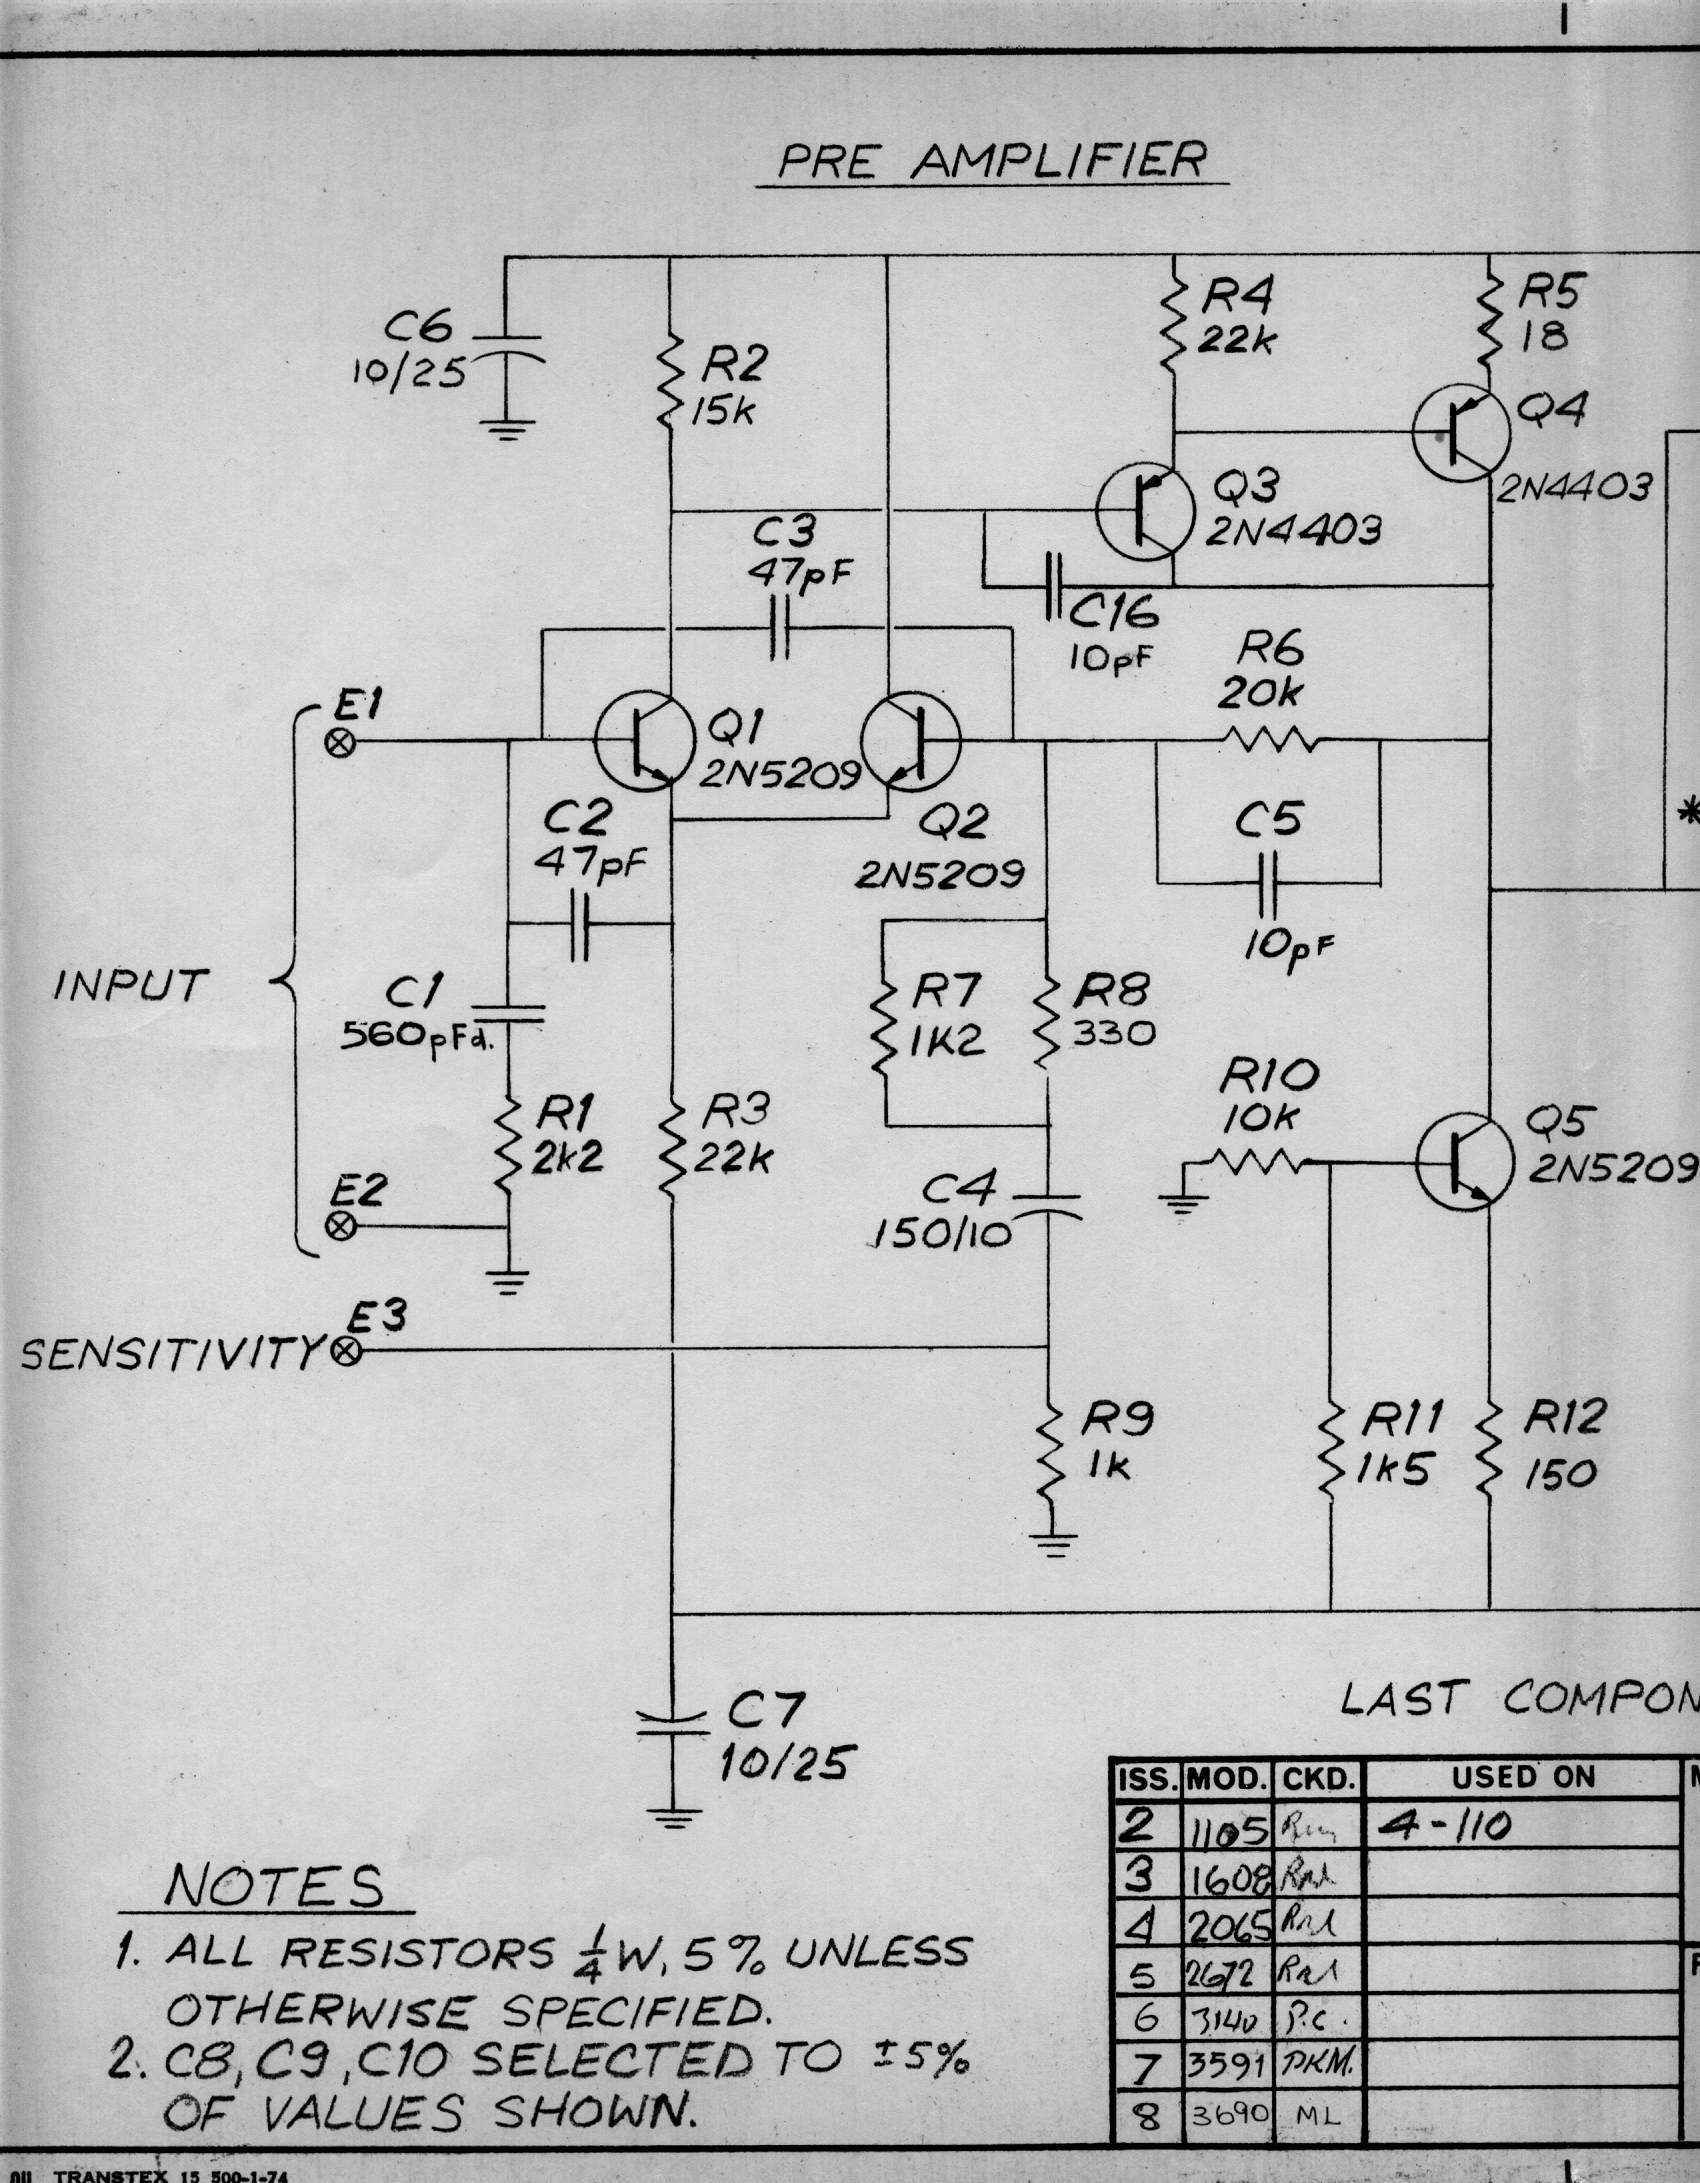 PRE AMPLIFIER
C6
10/25
R2
15k
R4
22k
R5
18
Q4
2N4403
Q3
2N4403
C3
47pF
C16
10pF
R6
20k
E1
Q1
2N5209
Q2
2N5209
C2
47pF
C5
10pF
*
INPUT
C1
560pFd.
R7
1K2
R8
330
R1
2k2
R3
22k
R10
10k
Q5
2N5209
E2
C4
150/10
E3
SENSITIVITY
R9
1k
R11
1k5
R12
150
C7
10/25
LAST COMPON
ISS. MOD. CKD. USED ON
2 1105 4-110
3 1608
4 2065
5 2672
6 3140 P.C.
7 3591 PKM.
8 3690 ML
NOTES
1. ALL RESISTORS 1/4 W, 5% UNLESS
OTHERWISE SPECIFIED.
2. C8, C9, C10 SELECTED TO ±5%
OF VALUES SHOWN.
TRANSTEX 15 500-1-74